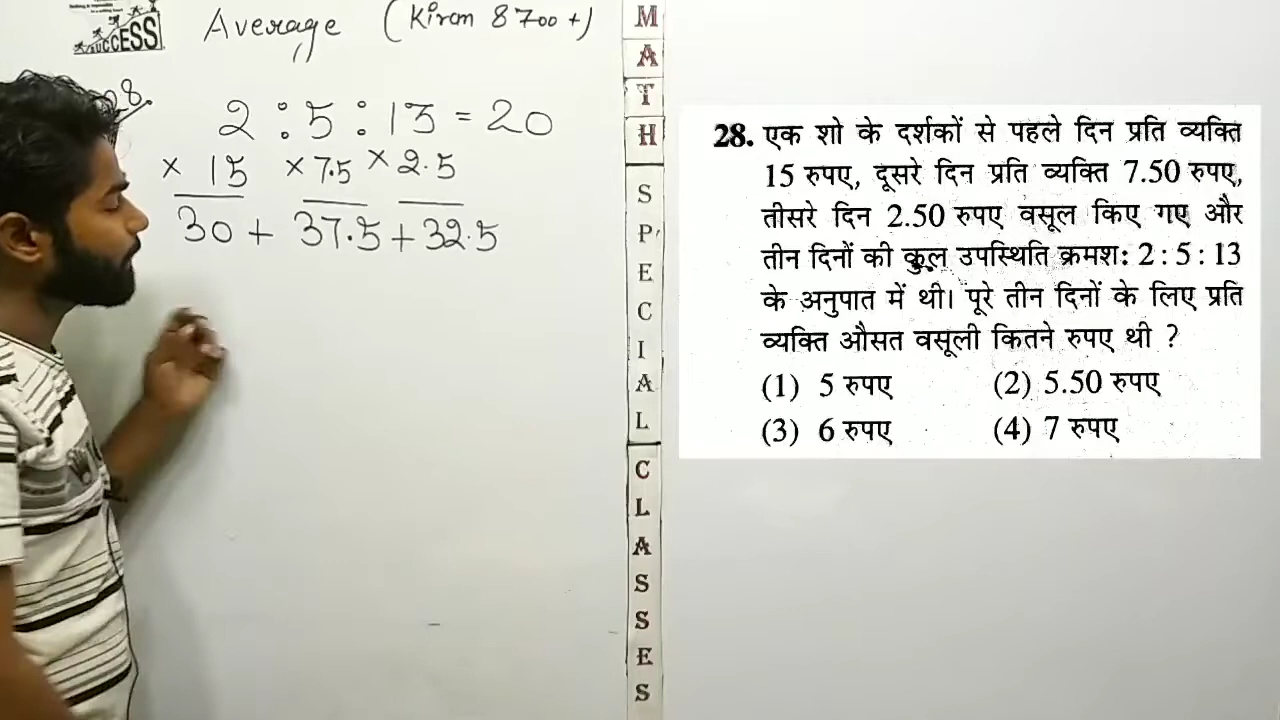 SUCCESS
Average (Kiran 8700+)
28.
2 : 5 : 13 = 20
× 15 × 7.5 × 2.5
30 + 37.5 + 32.5
MATH
SPECIAL
CLASSES
28. एक शो के दर्शकों से पहले दिन प्रति व्यक्ति
15 रुपए, दूसरे दिन प्रति व्यक्ति 7.50 रुपए,
तीसरे दिन 2.50 रुपए वसूल किए गए और
तीन दिनों की कुल उपस्थिति क्रमश: 2 : 5 : 13
के अनुपात में थी। पूरे तीन दिनों के लिए प्रति
व्यक्ति औसत वसूली कितने रुपए थी ?
(1) 5 रुपए (2) 5.50 रुपए
(3) 6 रुपए (4) 7 रुपए